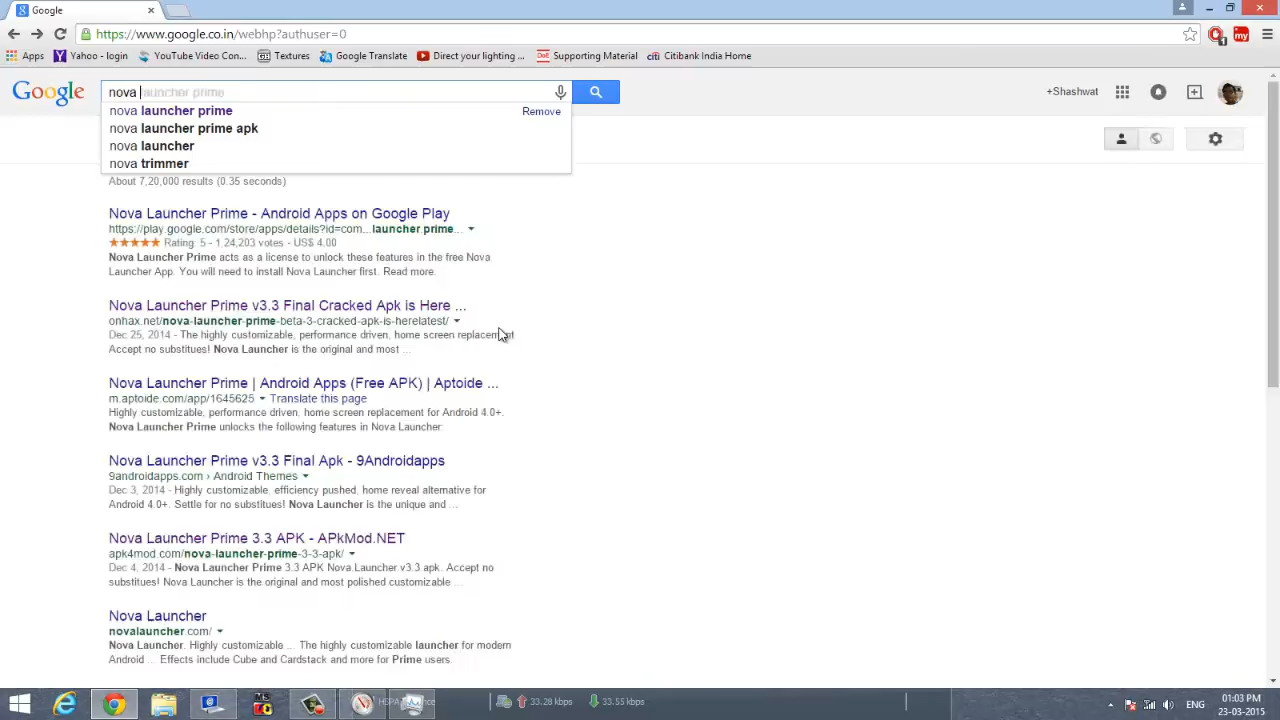 Google
https://www.google.co.in/webhp?authuser=0
Apps
Yahoo - login
YouTube Video Con...
Textures
Google Translate
Direct your lighting ...
Supporting Material
Citibank India Home
Google
nova launcher prime
+Shashwat
nova launcher prime
Remove
nova launcher prime apk
nova launcher
nova trimmer
About 7,20,000 results (0.35 seconds)
Nova Launcher Prime - Android Apps on Google Play
https://play.google.com/store/apps/details?id=com...launcher.prime...
Rating: 5 - 1,24,203 votes - US$ 4.00
Nova Launcher Prime acts as a license to unlock these features in the free Nova
Launcher App. You will need to install Nova Launcher first. Read more.
Nova Launcher Prime v3.3 Final Cracked Apk is Here ...
onhax.net/nova-launcher-prime-beta-3-cracked-apk-is-herelatest/
Dec 25, 2014 - The highly customizable, performance driven, home screen replacement
Accept no substitues! Nova Launcher is the original and most ...
Nova Launcher Prime | Android Apps (Free APK) | Aptoide ...
m.aptoide.com/app/1645625 Translate this page
Highly customizable, performance driven, home screen replacement for Android 4.0+.
Nova Launcher Prime unlocks the following features in Nova Launcher:
Nova Launcher Prime v3.3 Final Apk - 9Androidapps
9androidapps.com › Android Themes
Dec 3, 2014 - Highly customizable, efficiency pushed, home reveal alternative for
Android 4.0+. Settle for no substitues! Nova Launcher is the unique and ...
Nova Launcher Prime 3.3 APK - APkMod.NET
apk4mod.com/nova-launcher-prime-3-3-apk/
Dec 4, 2014 - Nova Launcher Prime 3.3 APK Nova.Launcher v3.3 apk. Accept no
substitues! Nova Launcher is the original and most polished customizable ...
Nova Launcher
novalauncher.com/
Nova Launcher. Highly customizable ... The highly customizable launcher for modern
Android ... Effects include Cube and Cardstack and more for Prime users.
33.28 kbps
33.55 kbps
ENG
01:03 PM
23-03-2015